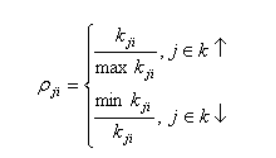 ρ_ji = { k_ji / max k_ji , j ∈ k ↑
min k_ji / k_ji , j ∈ k ↓